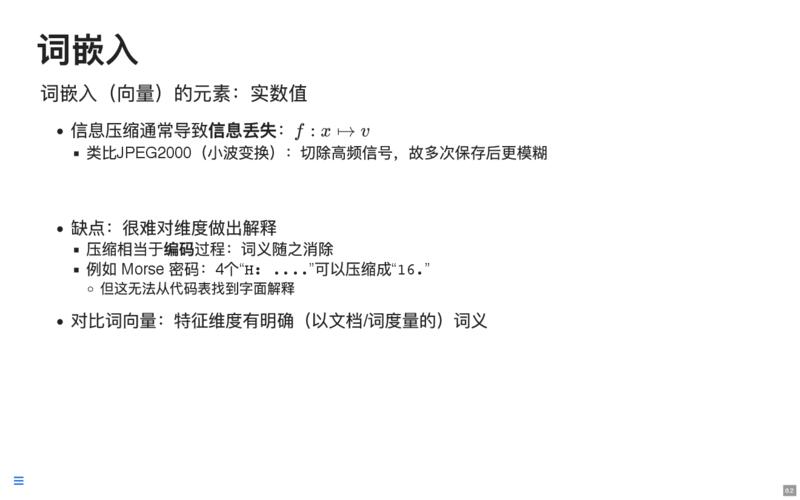 词嵌入
词嵌入（向量）的元素：实数值
信息压缩通常导致信息丢失：f : x ↦ v
类比JPEG2000（小波变换）：切除高频信号，故多次保存后更模糊
缺点：很难对维度做出解释
压缩相当于编码过程：词义随之消除
例如 Morse 密码：4个“H: ....”可以压缩成“16.”
但这无法从代码表找到字面解释
对比词向量：特征维度有明确（以文档/词度量的）词义